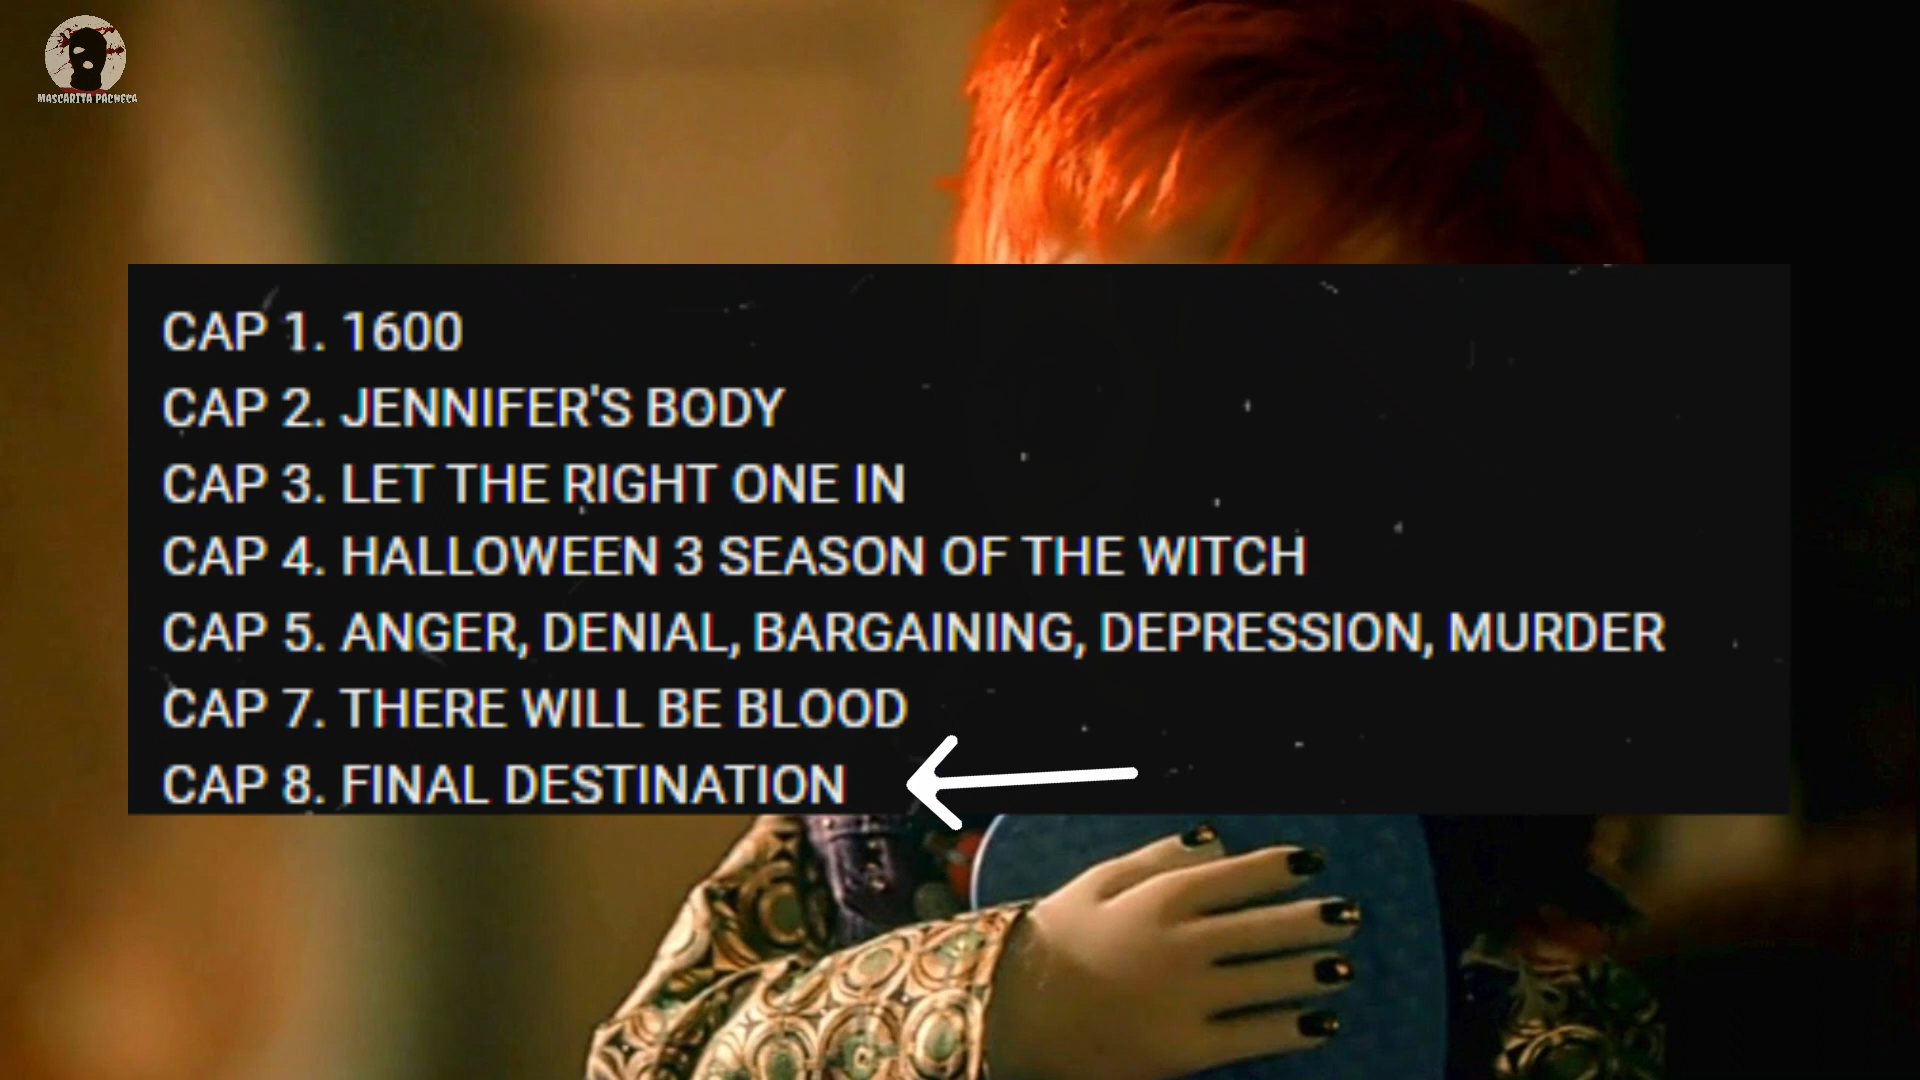 MASCARITA PACHECA
CAP 1. 1600
CAP 2. JENNIFER'S BODY
CAP 3. LET THE RIGHT ONE IN
CAP 4. HALLOWEEN 3 SEASON OF THE WITCH
CAP 5. ANGER, DENIAL, BARGAINING, DEPRESSION, MURDER
CAP 7. THERE WILL BE BLOOD
CAP 8. FINAL DESTINATION